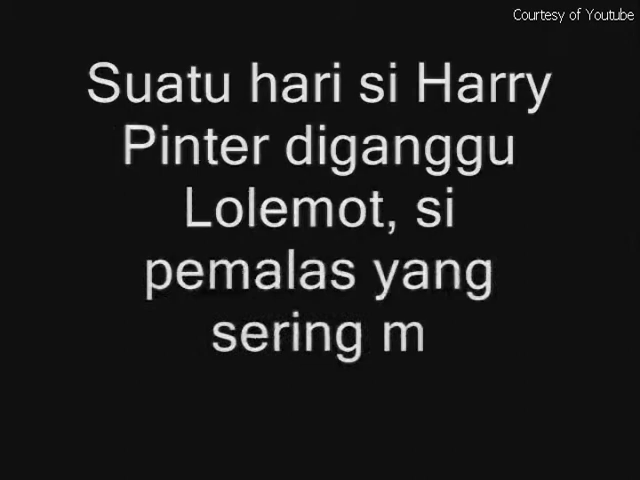 Courtesy of Youtube
Suatu hari si Harry
Pinter diganggu
Lolemot, si
pemalas yang
sering m